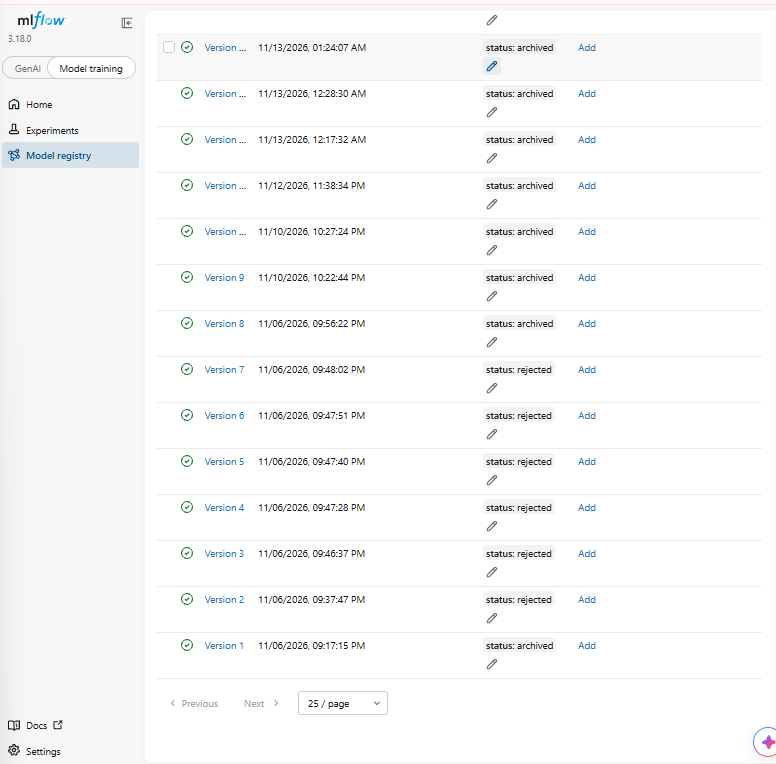 mlflow
3.18.0
GenAI Model training
Home
Experiments
Model registry
Version ... 11/13/2026, 01:24:07 AM status: archived Add
Version ... 11/13/2026, 12:28:30 AM status: archived Add
Version ... 11/13/2026, 12:17:32 AM status: archived Add
Version ... 11/12/2026, 11:38:34 PM status: archived Add
Version ... 11/10/2026, 10:27:24 PM status: archived Add
Version 9 11/10/2026, 10:22:44 PM status: archived Add
Version 8 11/06/2026, 09:56:22 PM status: archived Add
Version 7 11/06/2026, 09:48:02 PM status: rejected Add
Version 6 11/06/2026, 09:47:51 PM status: rejected Add
Version 5 11/06/2026, 09:47:40 PM status: rejected Add
Version 4 11/06/2026, 09:47:28 PM status: rejected Add
Version 3 11/06/2026, 09:46:37 PM status: rejected Add
Version 2 11/06/2026, 09:37:47 PM status: rejected Add
Version 1 11/06/2026, 09:17:15 PM status: archived Add
Previous Next 25 / page
Docs
Settings